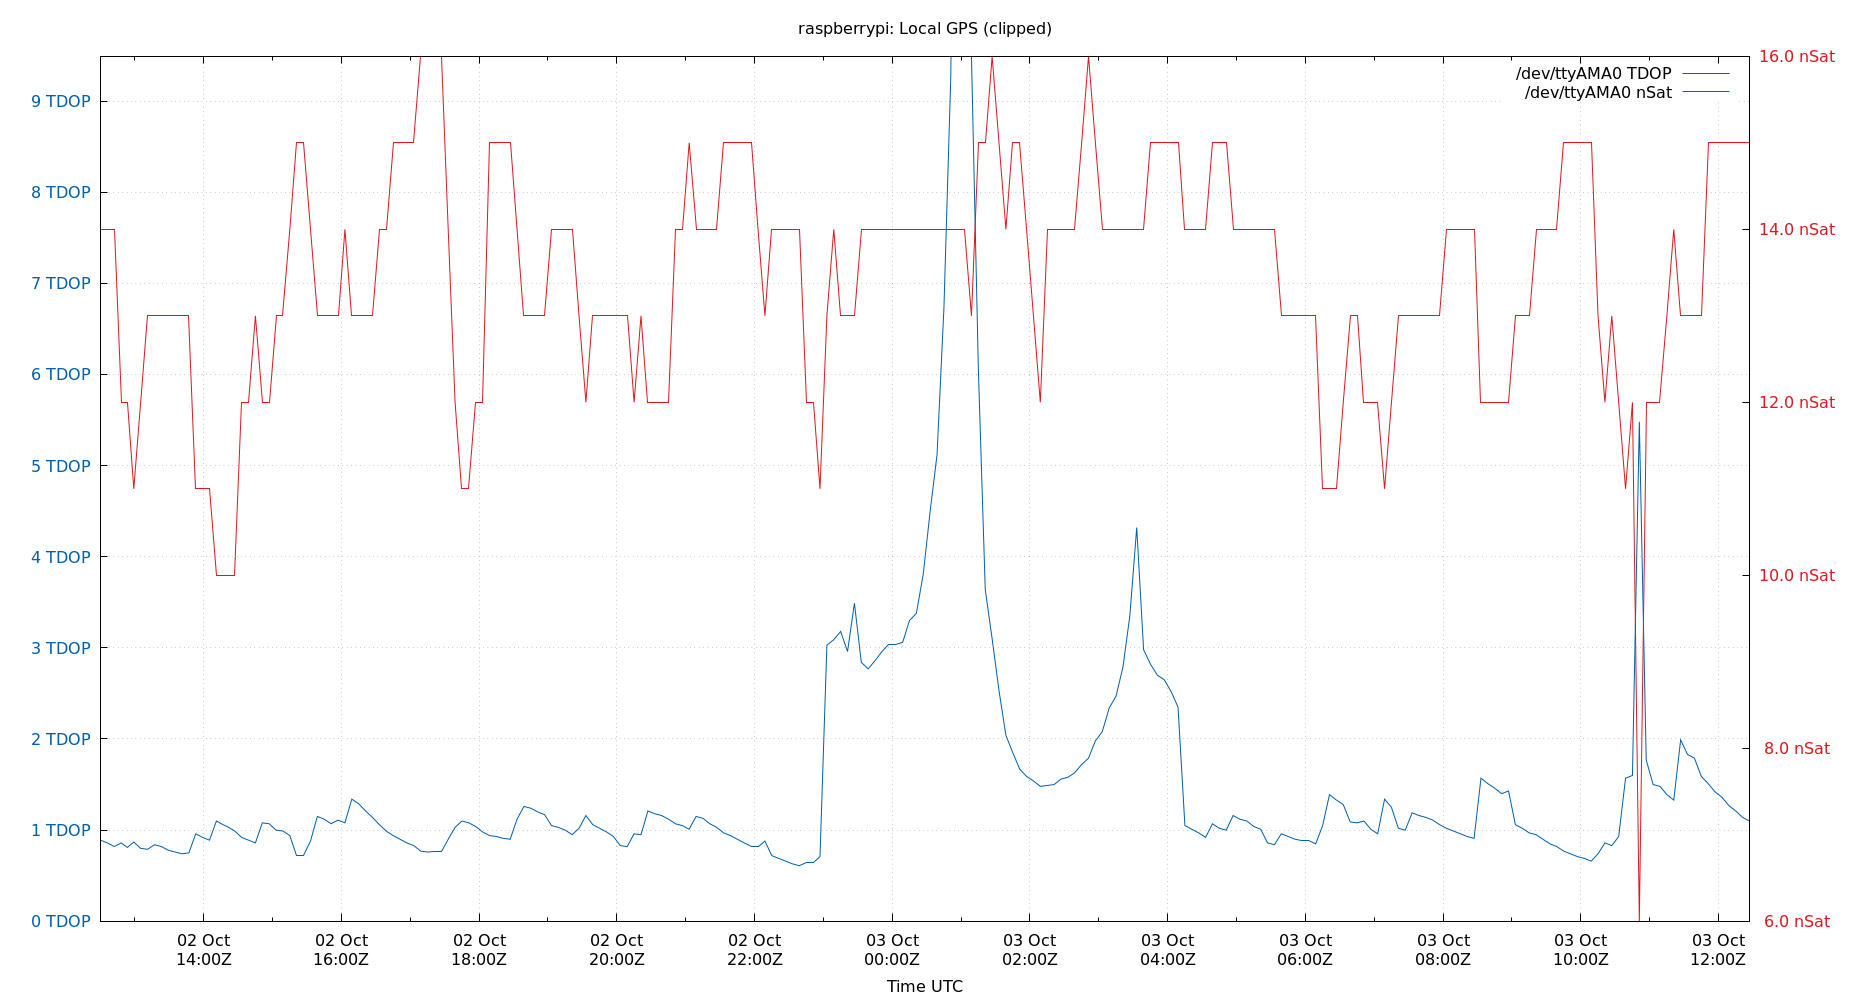 raspberrypi: Local GPS (clipped)
/dev/ttyAMA0 TDOP
/dev/ttyAMA0 nSat
9 TDOP
8 TDOP
7 TDOP
6 TDOP
5 TDOP
4 TDOP
3 TDOP
2 TDOP
1 TDOP
0 TDOP
16.0 nSat
14.0 nSat
12.0 nSat
10.0 nSat
8.0 nSat
6.0 nSat
02 Oct
14:00Z
02 Oct
16:00Z
02 Oct
18:00Z
02 Oct
20:00Z
02 Oct
22:00Z
03 Oct
00:00Z
03 Oct
02:00Z
03 Oct
04:00Z
03 Oct
06:00Z
03 Oct
08:00Z
03 Oct
10:00Z
03 Oct
12:00Z
Time UTC